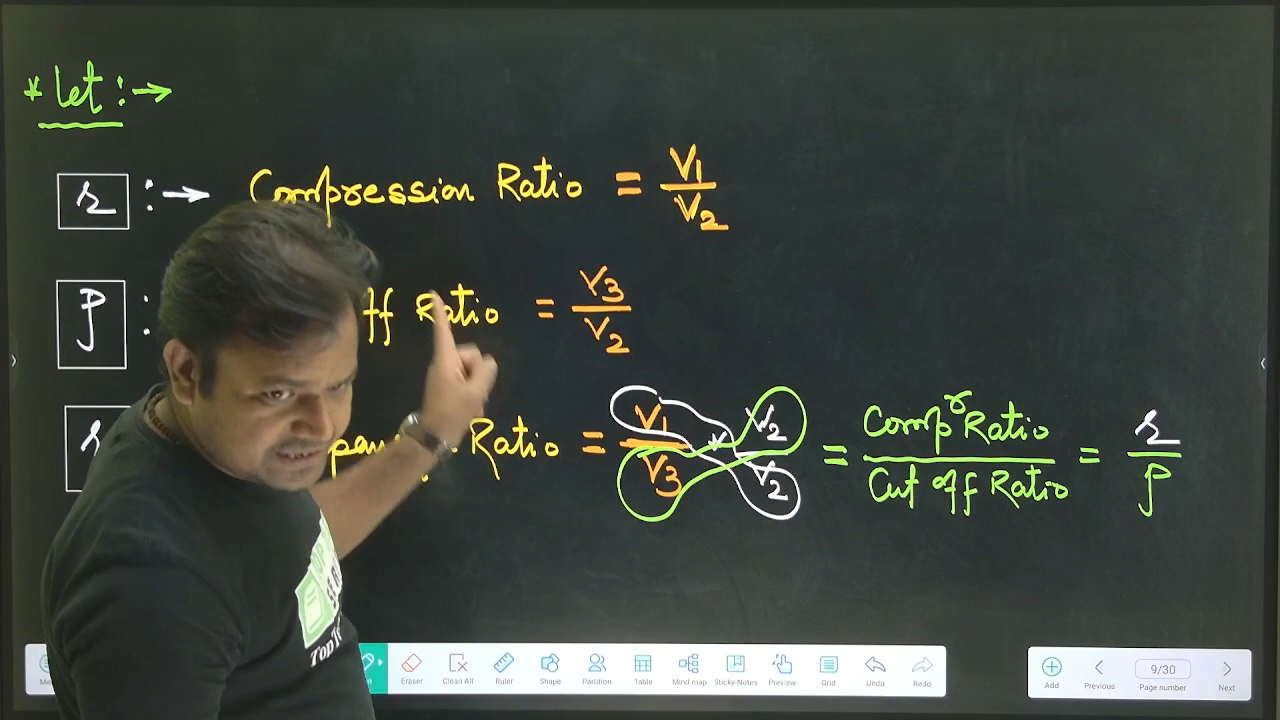 * let :→
r :→ Compression Ratio = V1/V2
ρ : ff Ratio = V3/V2
Ratio = V1/V3 × V2/V2 = Compr Ratio/Cut off Ratio = r/ρ
Eraser Clean All Ruler Shape Partition Table Mind map Sticky-Notes Preview Grid Undo Redo
Add Previous 9/30 Page number Next